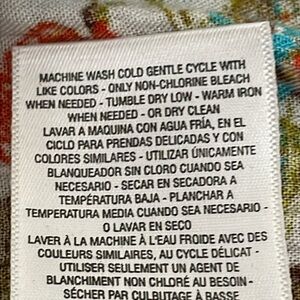 MACHINE WASH COLD GENTLE CYCLE WITH
LIKE COLORS - ONLY NON-CHLORINE BLEACH
WHEN NEEDED - TUMBLE DRY LOW - WARM IRON
WHEN NEEDED - OR DRY CLEAN
LAVAR A MAQUINA CON AGUA FRÍA, EN EL
CICLO PARA PRENDAS DELICADAS Y CON
COLORES SIMILARES - UTILIZAR ÚNICAMENTE
BLANQUEADOR SIN CLORO CUANDO SEA
NECESARIO - SECAR EN SECADORA A
TEMPÉRATURA BAJA - PLANCHAR A
TEMPERATURA MEDIA CUANDO SEA NECESARIO -
O LAVAR EN SECO
LAVER À LA MACHINE À L'EAU FROIDE AVEC DES
COULEURS SIMILAIRES, AU CYCLE DÉLICAT -
UTILISER SEULEMENT UN AGENT DE
BLANCHIMENT NON CHLORÉ AU BESOIN -
SÉCHER PAR CULBUTAGE À BASSE